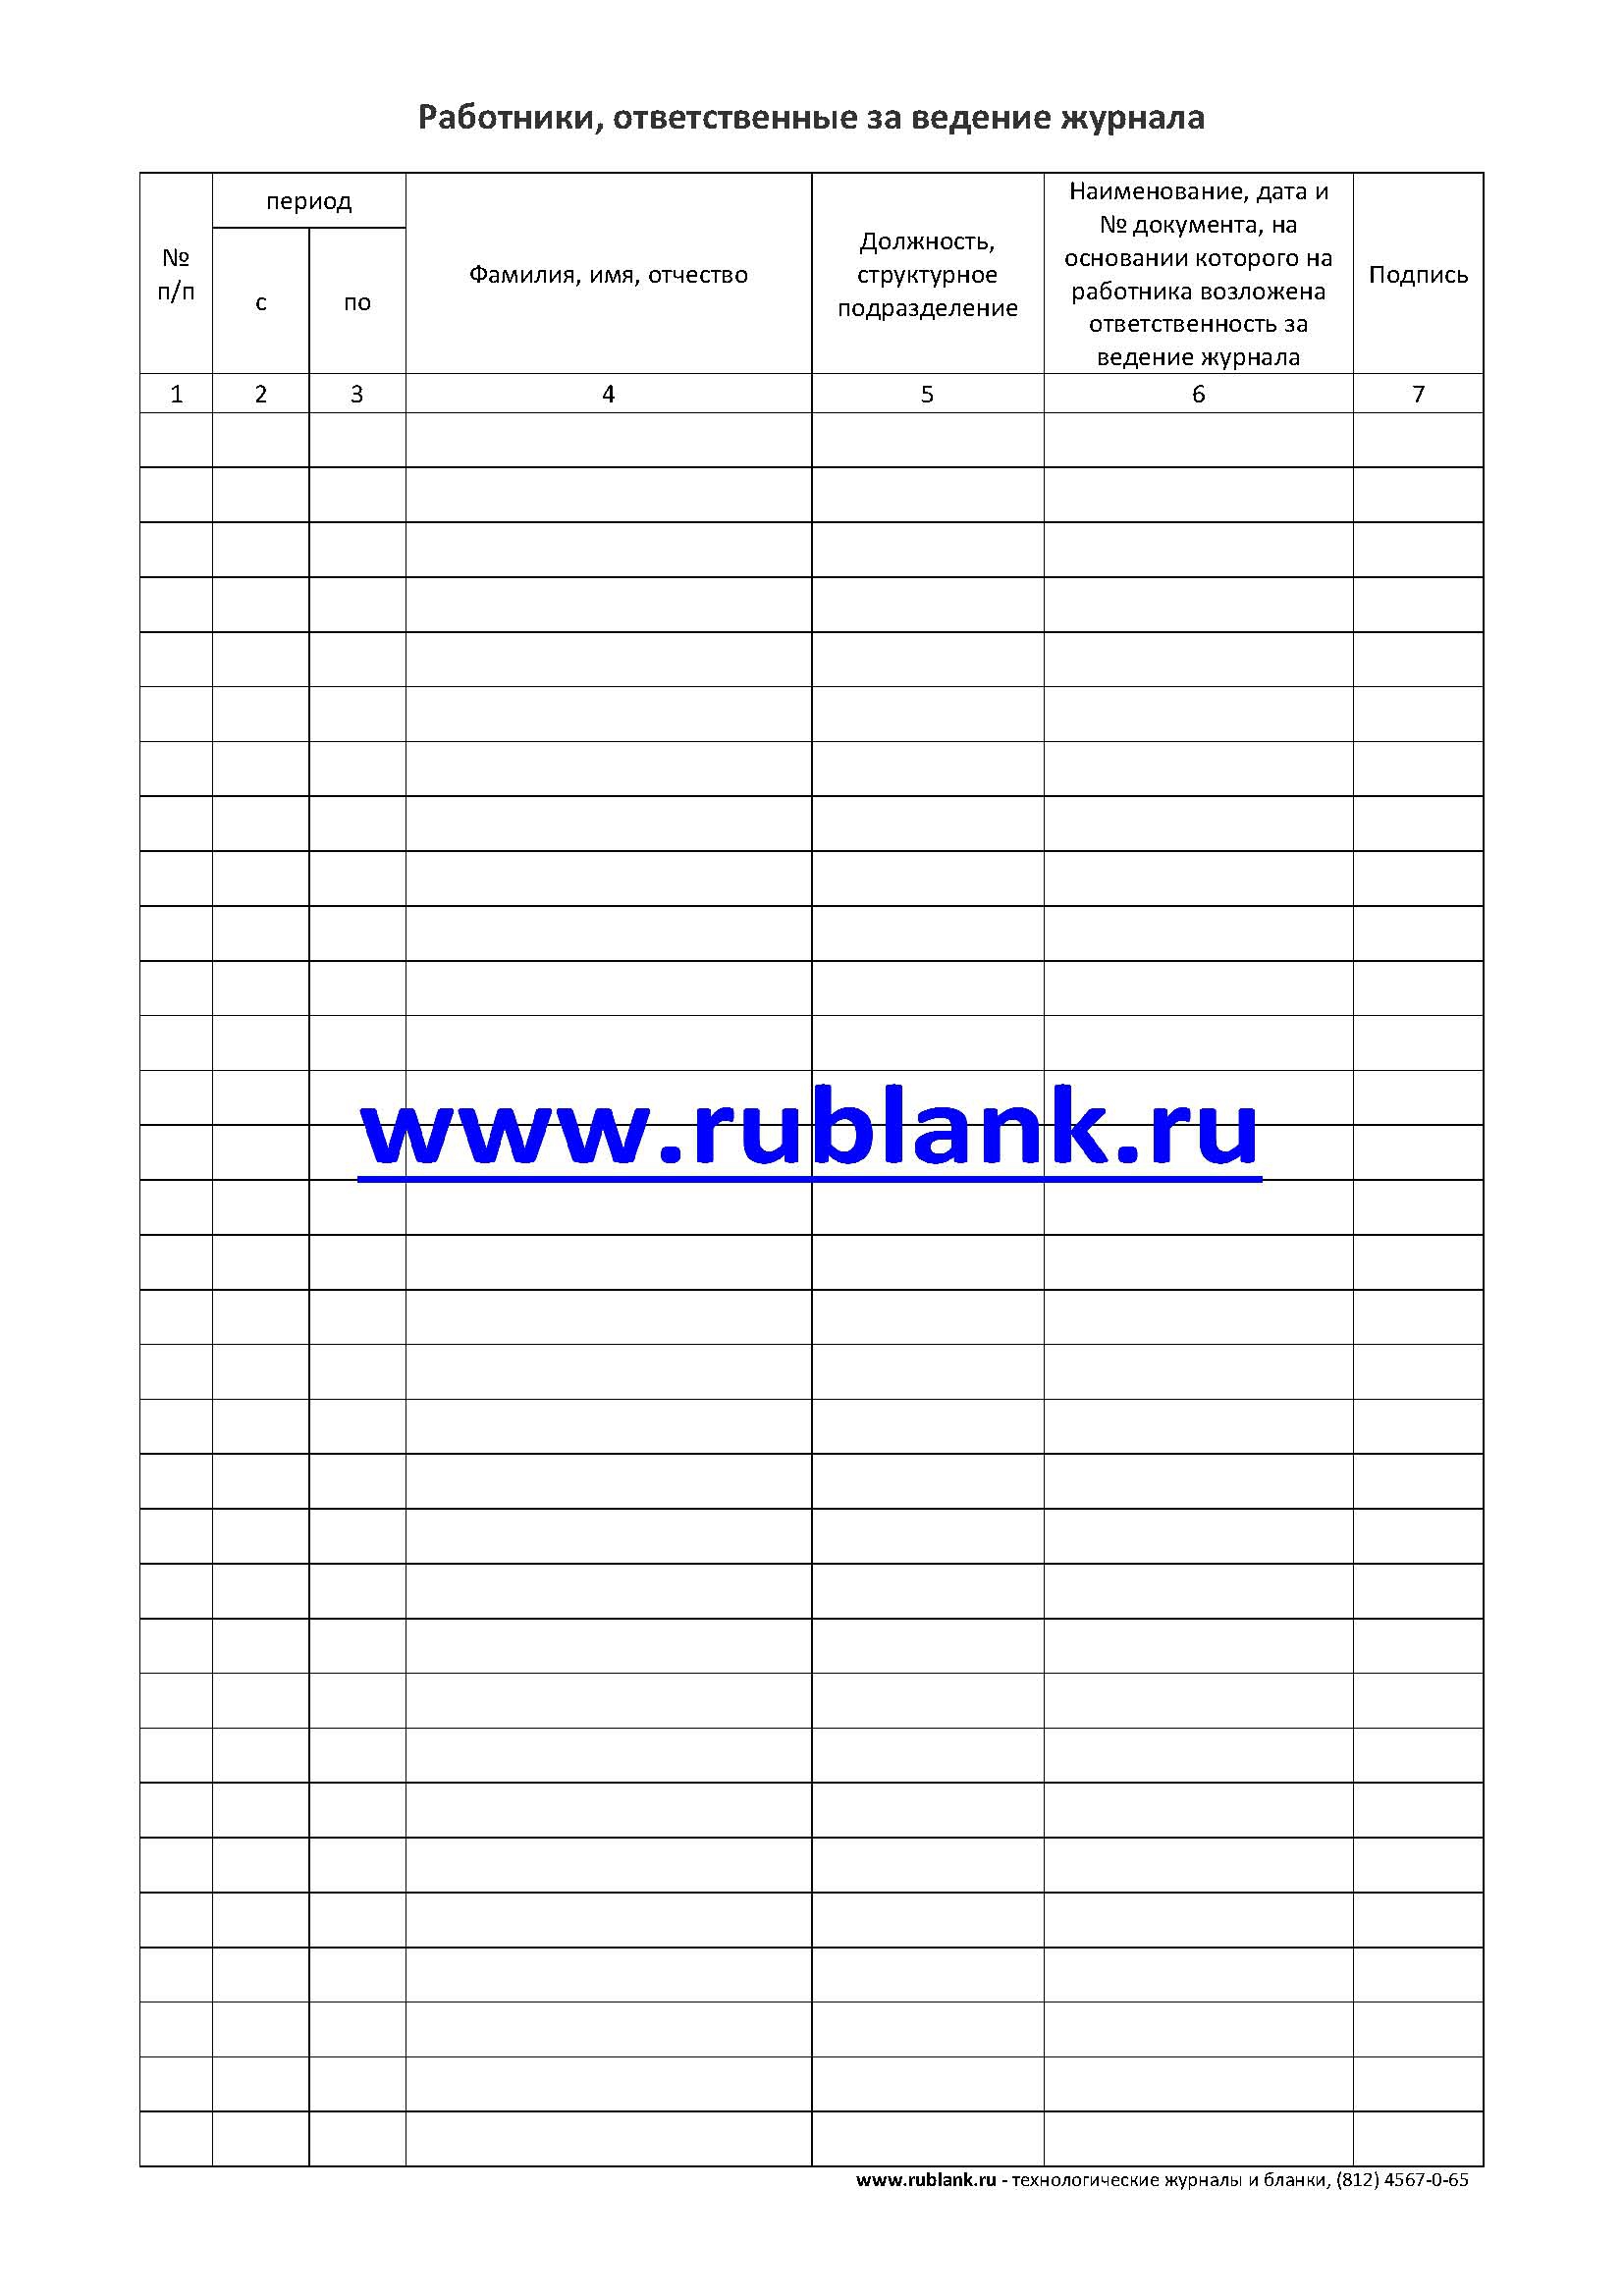 Работники, ответственные за ведение журнала
№
п/п
период
с
по
Фамилия, имя, отчество
Должность,
структурное
подразделение
Наименование, дата и
№ документа, на
основании которого на
работника возложена
ответственность за
ведение журнала
Подпись
1 2 3 4 5 6 7
www.rublank.ru
www.rublank.ru - технологические журналы и бланки, (812) 4567-0-65